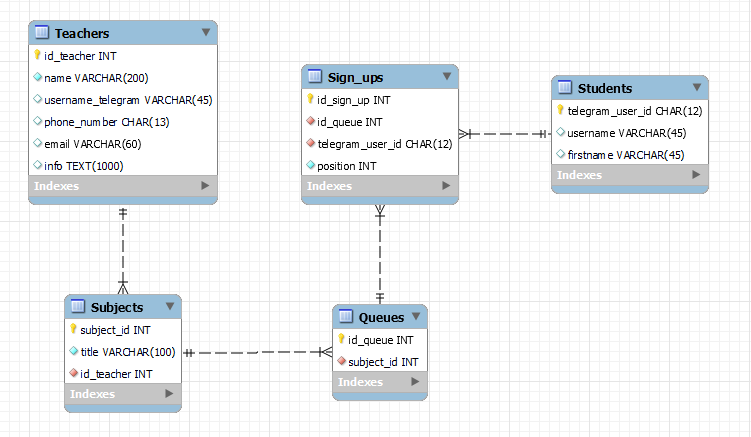 Teachers
id_teacher INT
name VARCHAR(200)
username_telegram VARCHAR(45)
phone_number CHAR(13)
email VARCHAR(60)
info TEXT(1000)
Indexes
Sign_ups
id_sign_up INT
id_queue INT
telegram_user_id CHAR(12)
position INT
Indexes
Students
telegram_user_id CHAR(12)
username VARCHAR(45)
firstname VARCHAR(45)
Indexes
Subjects
subject_id INT
title VARCHAR(100)
id_teacher INT
Indexes
Queues
id_queue INT
subject_id INT
Indexes